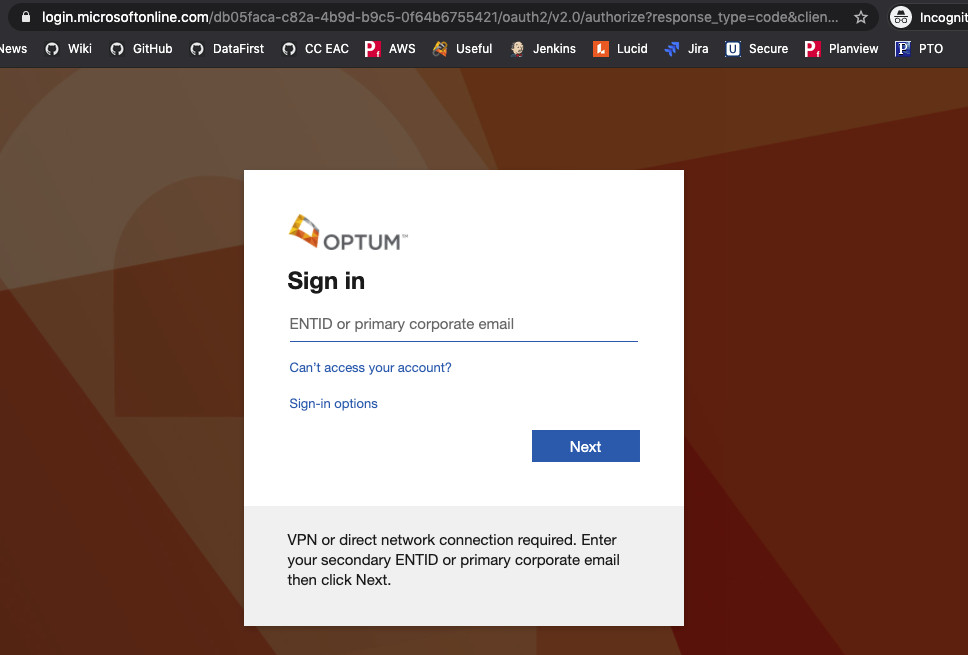 login.microsoftonline.com/db05faca-c82a-4b9d-b9c5-0f64b6755421/oauth2/v2.0/authorize?response_type=code&clien... Incognit
News Wiki GitHub DataFirst CC EAC Pf AWS Useful Jenkins Lucid Jira U Secure Pf Planview P PTO
OPTUM™
Sign in
ENTID or primary corporate email
Can't access your account?
Sign-in options
Next
VPN or direct network connection required. Enter
your secondary ENTID or primary corporate email
then click Next.